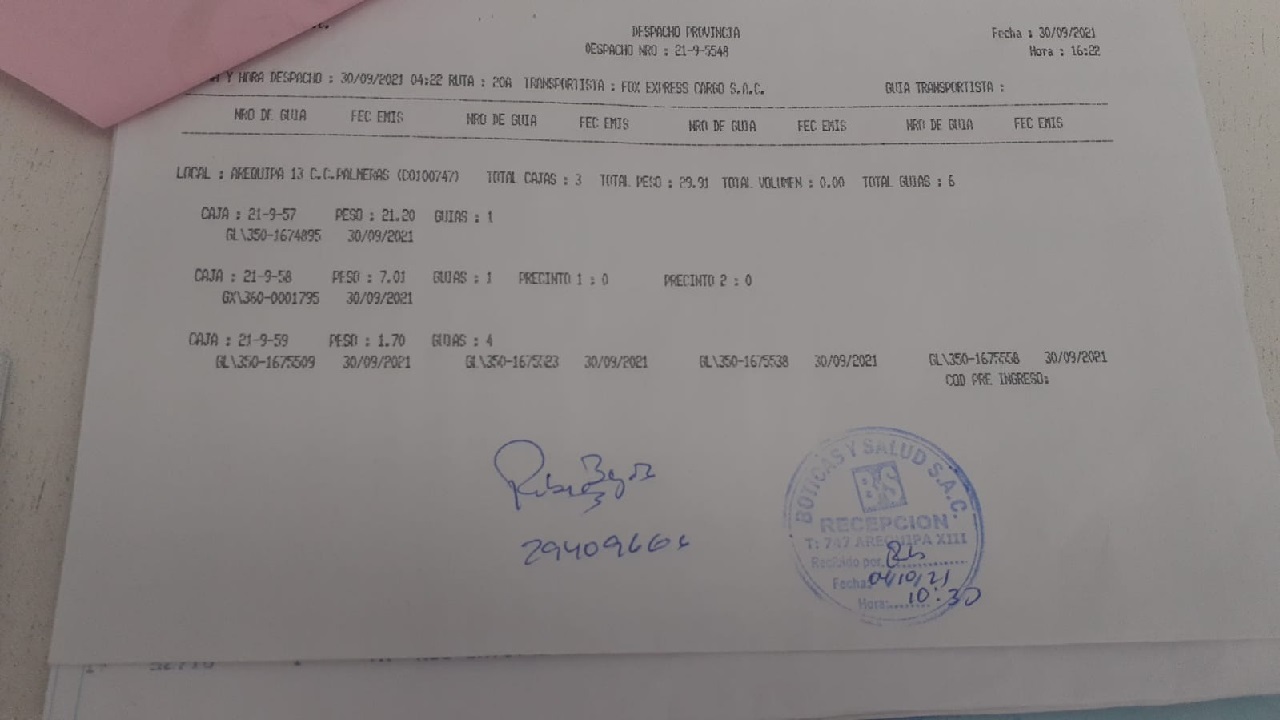 DESPACHO PROVINCIA
Fecha : 30/09/2021
DESPACHO NRO : 21-9-5548
Hora : 16:22
Y HORA DESPACHO : 30/09/2021 04:22 RUTA : 20A TRANSPORTISTA : FOX EXPRESS CARGO S.A.C. GUIA TRANSPORTISTA :
NRO DE GUIA FEC EMIS NRO DE GUIA FEC EMIS NRO DE GUIA FEC EMIS NRO DE GUIA FEC EMIS
LOCAL : AREQUIPA 13 C.C.PALMERAS (C0100747) TOTAL CAJAS : 3 TOTAL PESO : 29.91 TOTAL VOLUMEN : 0.00 TOTAL GUIAS : 6
CAJA : 21-9-57 PESO : 21.20 GUIAS : 1
GL\350-1674895 30/09/2021
CAJA : 21-9-58 PESO : 7.01 GUIAS : 1 PRECINTO 1 : 0 PRECINTO 2 : 0
GX\360-0001795 30/09/2021
CAJA : 21-9-59 PESO : 1.70 GUIAS : 4
GL\350-1675509 30/09/2021 GL\350-1675523 30/09/2021 GL\350-1675538 30/09/2021 GL\350-1675558 30/09/2021
COD PRE INGRESO:
BOTICAS Y SALUD S.A.C.
BS
RECEPCION
T: 747 AREQUIPA XIII
Recibido por:
Fecha: 04/10/21
Hora: 10:30